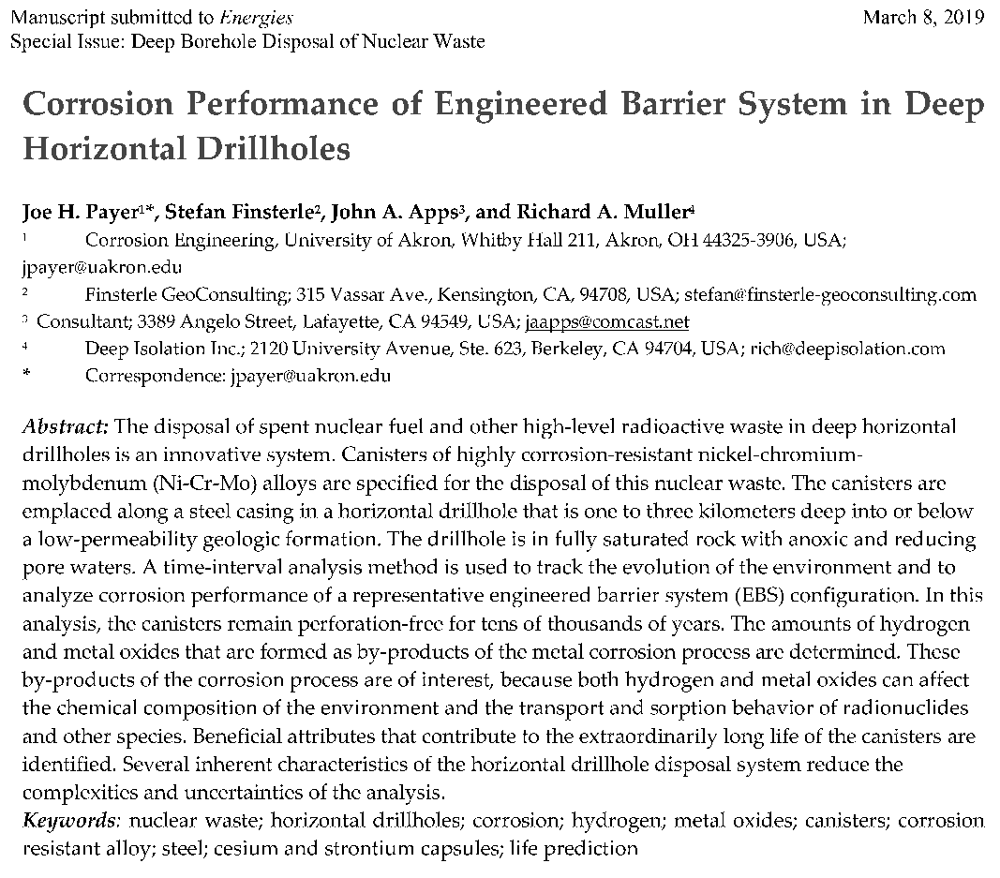 Manuscript submitted to Energies March 8, 2019
Special Issue: Deep Borehole Disposal of Nuclear Waste
Corrosion Performance of Engineered Barrier System in Deep
Horizontal Drillholes
Joe H. Payer¹*, Stefan Finsterle², John A. Apps³, and Richard A. Muller⁴
¹ Corrosion Engineering, University of Akron, Whitby Hall 211, Akron, OH 44325-3906, USA;
jpayer@uakron.edu
² Finsterle GeoConsulting; 315 Vassar Ave., Kensington, CA, 94708, USA; stefan@finsterle-geoconsulting.com
³ Consultant; 3389 Angelo Street, Lafayette, CA 94549, USA; jaapps@comcast.net
⁴ Deep Isolation Inc.; 2120 University Avenue, Ste. 623, Berkeley, CA 94704, USA; rich@deepisolation.com
* Correspondence: jpayer@uakron.edu
Abstract: The disposal of spent nuclear fuel and other high-level radioactive waste in deep horizontal
drillholes is an innovative system. Canisters of highly corrosion-resistant nickel-chromium-
molybdenum (Ni-Cr-Mo) alloys are specified for the disposal of this nuclear waste. The canisters are
emplaced along a steel casing in a horizontal drillhole that is one to three kilometers deep into or below
a low-permeability geologic formation. The drillhole is in fully saturated rock with anoxic and reducing
pore waters. A time-interval analysis method is used to track the evolution of the environment and to
analyze corrosion performance of a representative engineered barrier system (EBS) configuration. In this
analysis, the canisters remain perforation-free for tens of thousands of years. The amounts of hydrogen
and metal oxides that are formed as by-products of the metal corrosion process are determined. These
by-products of the corrosion process are of interest, because both hydrogen and metal oxides can affect
the chemical composition of the environment and the transport and sorption behavior of radionuclides
and other species. Beneficial attributes that contribute to the extraordinarily long life of the canisters are
identified. Several inherent characteristics of the horizontal drillhole disposal system reduce the
complexities and uncertainties of the analysis.
Keywords: nuclear waste; horizontal drillholes; corrosion; hydrogen; metal oxides; canisters; corrosion
resistant alloy; steel; cesium and strontium capsules; life prediction